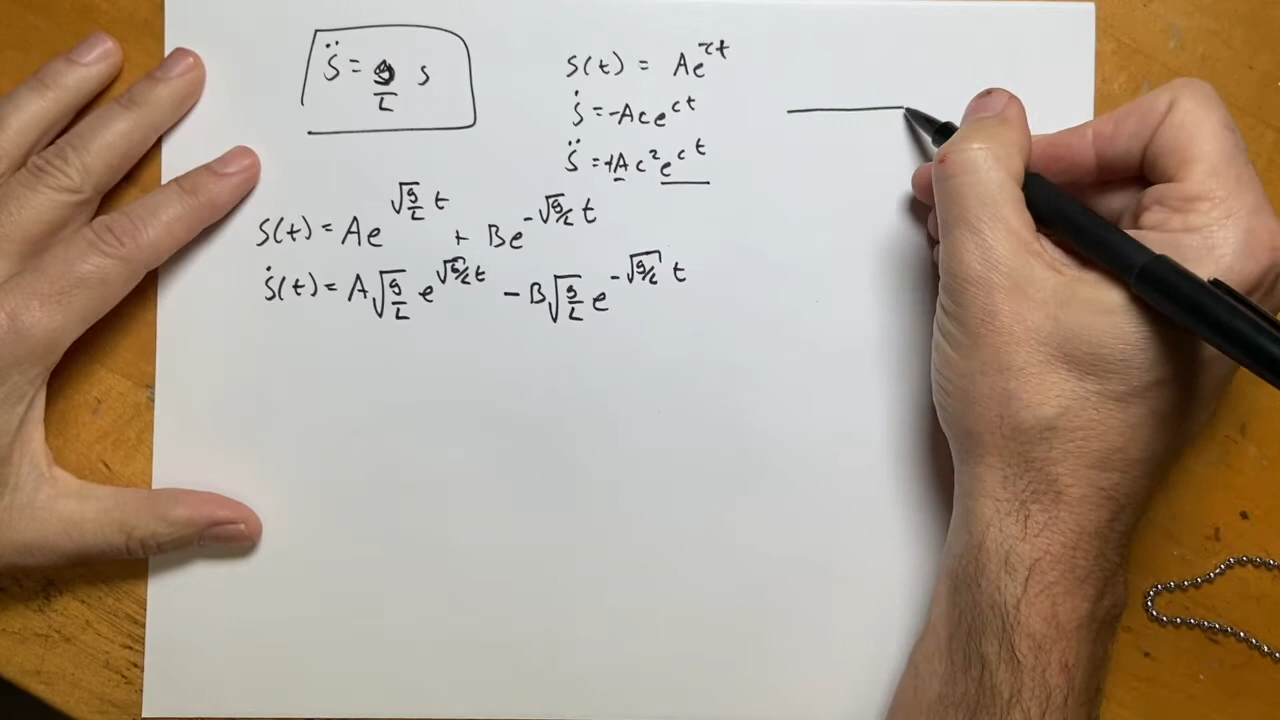 s̈ = g/L s
s(t) = Ae^ct
ṡ = -Ace^ct
s̈ = +Ac²e^ct
s(t) = Ae^√(g/L) t + Be^-√(g/L) t
ṡ(t) = A√(g/L) e^√(g/L) t - B√(g/L) e^-√(g/L) t